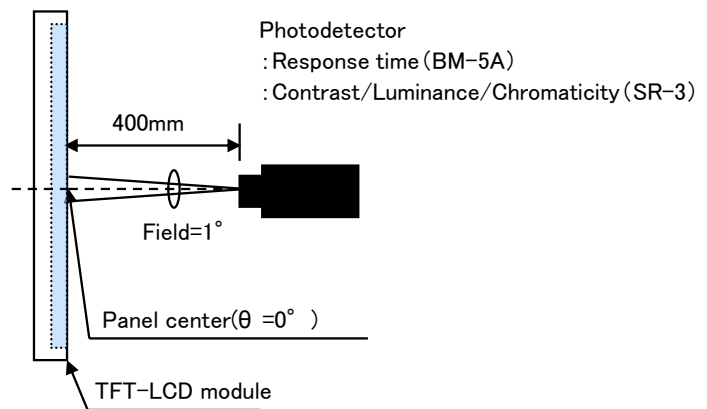 Photodetector
:Response time(BM-5A)
:Contrast/Luminance/Chromaticity(SR-3)
400mm
Field=1°
Panel center(θ =0° )
TFT-LCD module